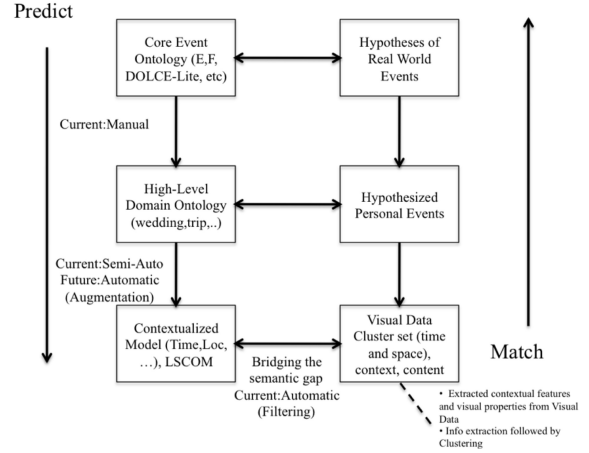 Predict
Core Event
Ontology (E,F,
DOLCE-Lite, etc)
Hypotheses of
Real World
Events
Current:Manual
High-Level
Domain Ontology
(wedding,trip,..)
Hypothesized
Personal Events
Current:Semi-Auto
Future:Automatic
(Augmentation)
Contextualized
Model (Time,Loc,
…), LSCOM
Visual Data
Cluster set (time
and space),
context, content
Bridging the
semantic gap
Current:Automatic
(Filtering)
Match
• Extracted contextual features
and visual properties from Visual
Data
• Info extraction followed by
Clustering